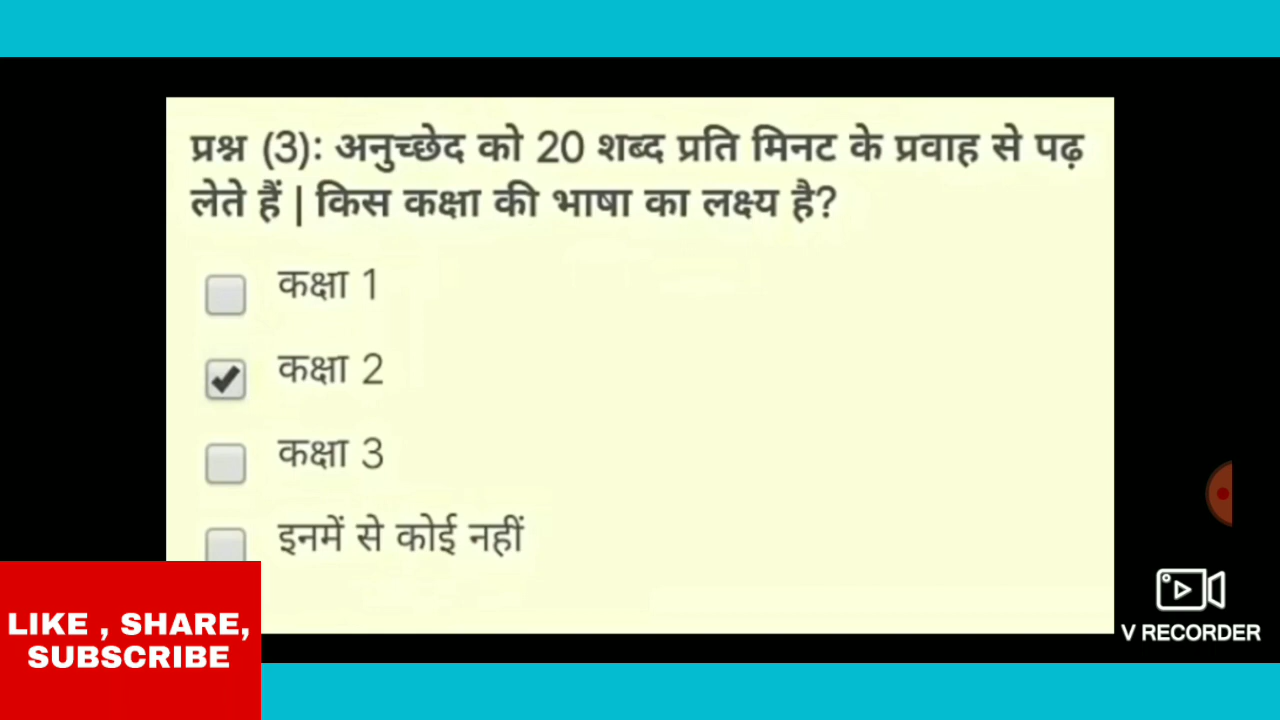 प्रश्न (3): अनुच्छेद को 20 शब्द प्रति मिनट के प्रवाह से पढ़
लेते हैं | किस कक्षा की भाषा का लक्ष्य है?
कक्षा 1
कक्षा 2
कक्षा 3
इनमें से कोई नहीं
LIKE , SHARE,
SUBSCRIBE
V RECORDER